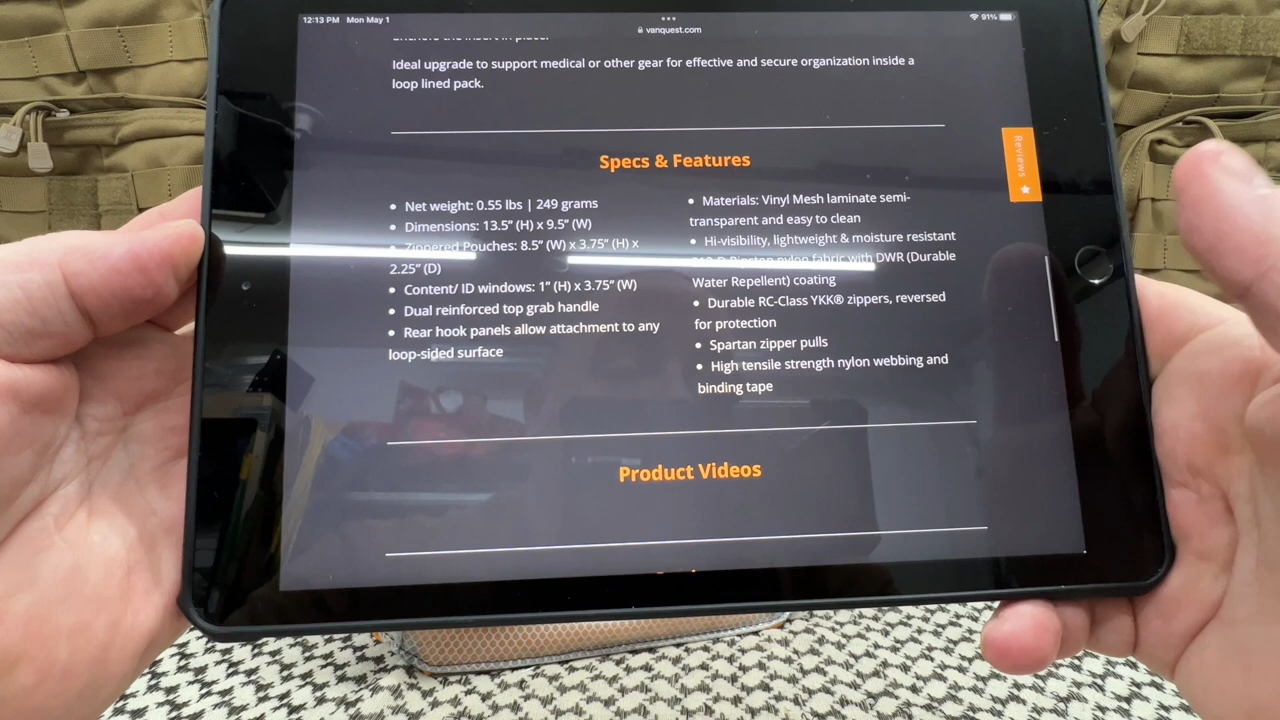 12:13 PM Mon May 1
91%
vanquest.com
Ideal upgrade to support medical or other gear for effective and secure organization inside a
loop lined pack.
Specs & Features
Reviews
• Net weight: 0.55 lbs | 249 grams
• Dimensions: 13.5” (H) x 9.5” (W)
• Zippered Pouches: 8.5” (W) x 3.75” (H) x
2.25” (D)
• Content/ ID windows: 1” (H) x 3.75” (W)
• Dual reinforced top grab handle
• Rear hook panels allow attachment to any
loop-sided surface
• Materials: Vinyl Mesh laminate semi-
transparent and easy to clean
• Hi-visibility, lightweight & moisture resistant
nylon fabric with DWR (Durable
Water Repellent) coating
• Durable RC-Class YKK® zippers, reversed
for protection
• Spartan zipper pulls
• High tensile strength nylon webbing and
binding tape
Product Videos